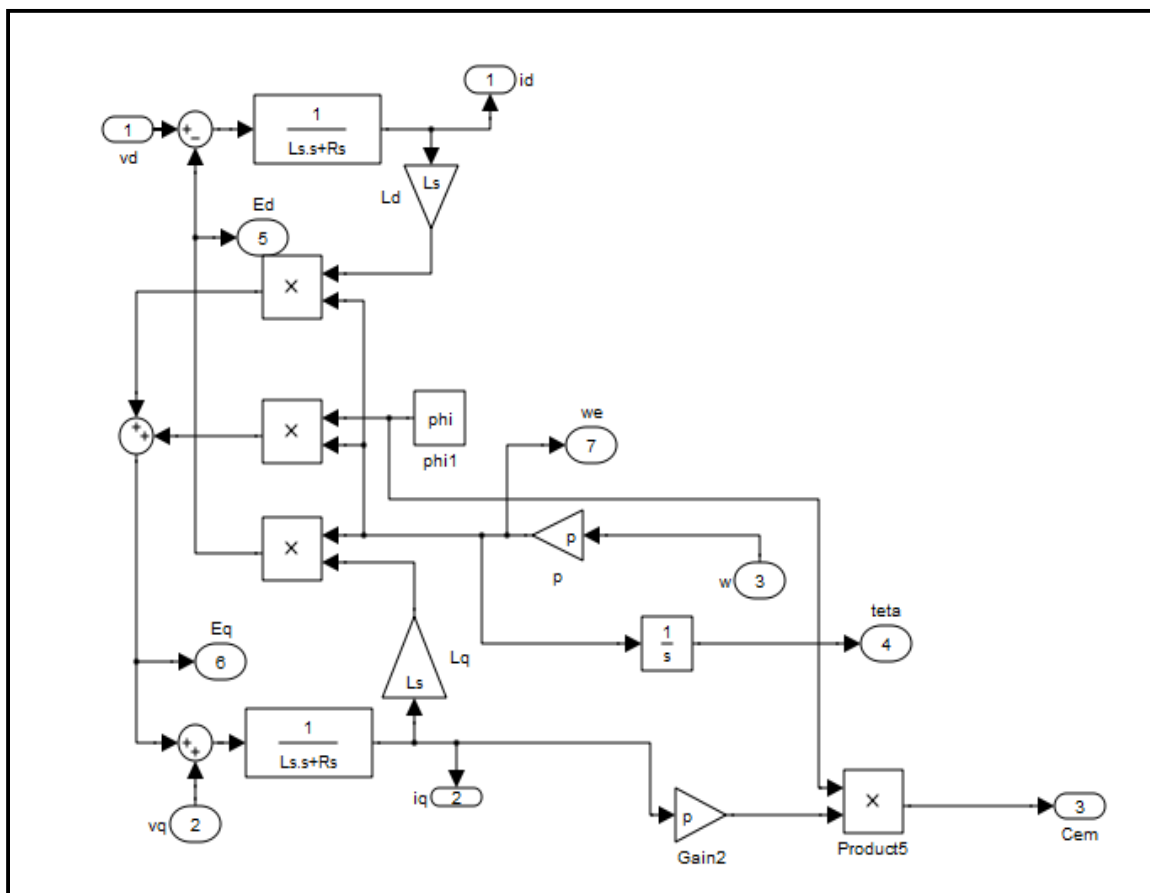 1
id
1
vd
+
−
1
Ls.s+Rs
Ls
Ld
Ed
5
×
×
phi
phi1
we
7
+
+
×
p
p
w
3
teta
4
1
s
Eq
6
Ls
Lq
1
Ls.s+Rs
+
+
iq
2
vq
2
p
Gain2
×
Product5
3
Cem